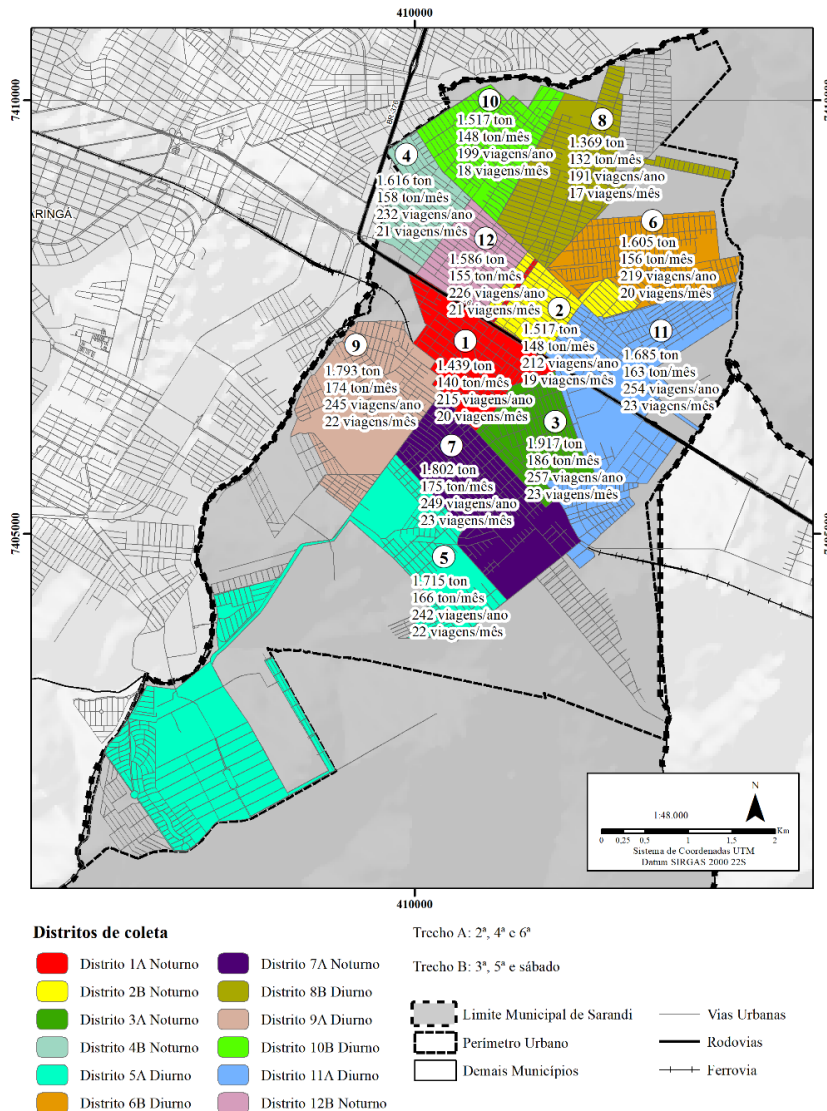 410000
7410000
BR-376
ARINGÁ
10
1.517 ton
148 ton/mês
199 viagens/ano
18 viagens/mês
8
1.369 ton
132 ton/mês
191 viagens/ano
17 viagens/mês
4
1.616 ton
158 ton/mês
232 viagens/ano
21 viagens/mês
6
1.605 ton
156 ton/mês
219 viagens/ano
20 viagens/mês
12
1.586 ton
155 ton/mês
226 viagens/ano
21 viagens/mês
2
1.517 ton
148 ton/mês
212 viagens/ano
19 viagens/mês
11
1.685 ton
163 ton/mês
254 viagens/ano
23 viagens/mês
9
1.793 ton
174 ton/mês
245 viagens/ano
22 viagens/mês
1
1.439 ton
140 ton/mês
215 viagens/ano
20 viagens/mês
3
1.917 ton
186 ton/mês
257 viagens/ano
23 viagens/mês
7
1.802 ton
175 ton/mês
249 viagens/ano
23 viagens/mês
7405000
5
1.715 ton
166 ton/mês
242 viagens/ano
22 viagens/mês
N
1:48.000
0 0,25 0,5 1 1,5 2 Km
Sistema de Coordenadas UTM
Datum SIRGAS 2000 22S
410000
Distritos de coleta
Distrito 1A Noturno
Distrito 2B Noturno
Distrito 3A Noturno
Distrito 4B Noturno
Distrito 5A Diurno
Distrito 6B Diurno
Distrito 7A Noturno
Distrito 8B Diurno
Distrito 9A Diurno
Distrito 10B Diurno
Distrito 11A Diurno
Distrito 12B Noturno
Trecho A: 2ª, 4ª e 6ª
Trecho B: 3ª, 5ª e sábado
Limite Municipal de Sarandi
Perímetro Urbano
Demais Municípios
Vias Urbanas
Rodovias
Ferrovia